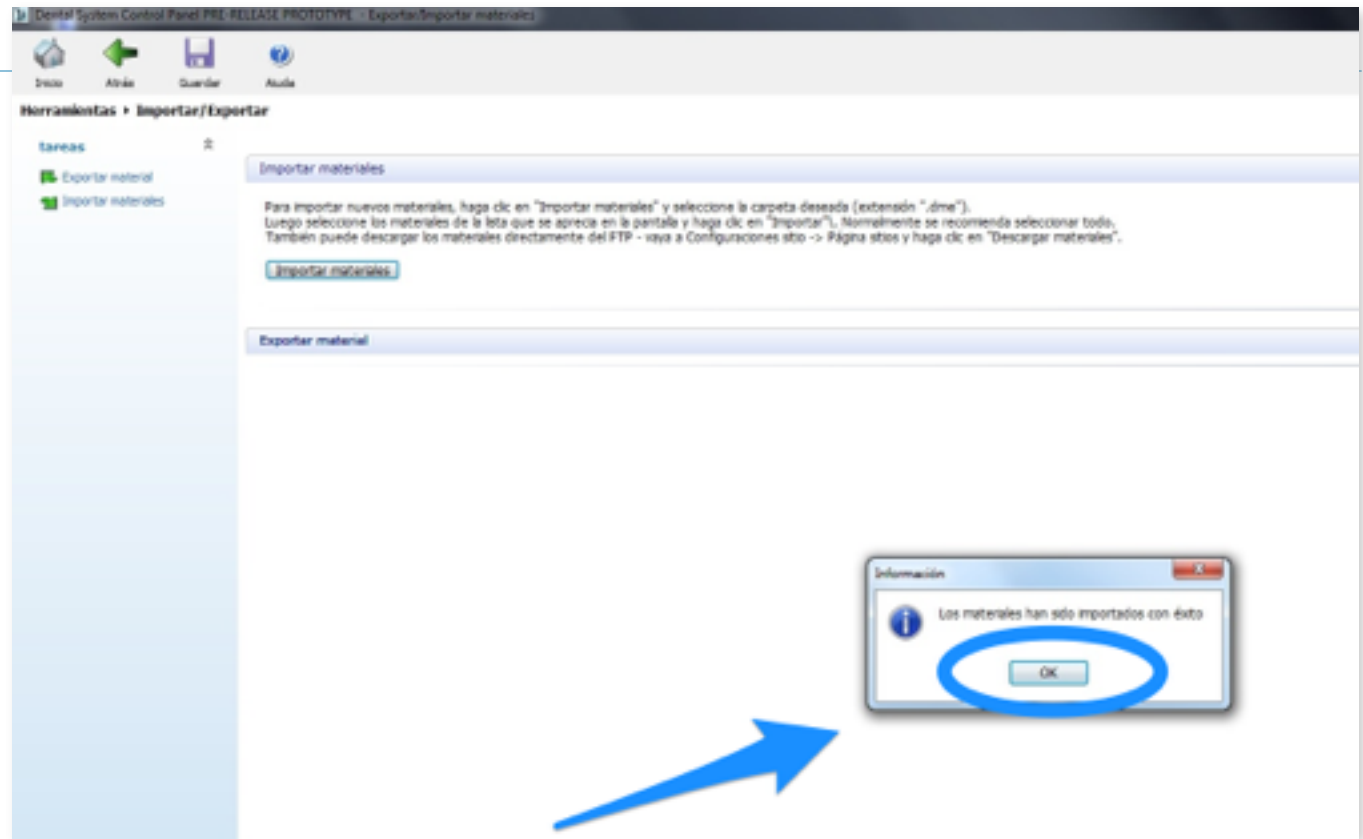 Dental System Control Panel PRE-RELEASE PROTOTYPE - Exportar/Importar materiales
Inicio Atrás Guardar Ayuda
Herramientas Importar/Exportar
tareas
Exportar material
Importar materiales
Importar materiales
Para importar nuevos materiales, haga clic en "Importar materiales" y seleccione la carpeta deseada (extensión ".dme").
Luego seleccione los materiales de la lista que se aprecia en la pantalla y haga clic en "Importar"\. Normalmente se recomienda seleccionar todo.
También puede descargar los materiales directamente del FTP - vaya a Configuraciones sitio -> Página sitios y haga clic en "Descargar materiales".
Importar materiales
Exportar material
Información
Los materiales han sido importados con éxito
OK